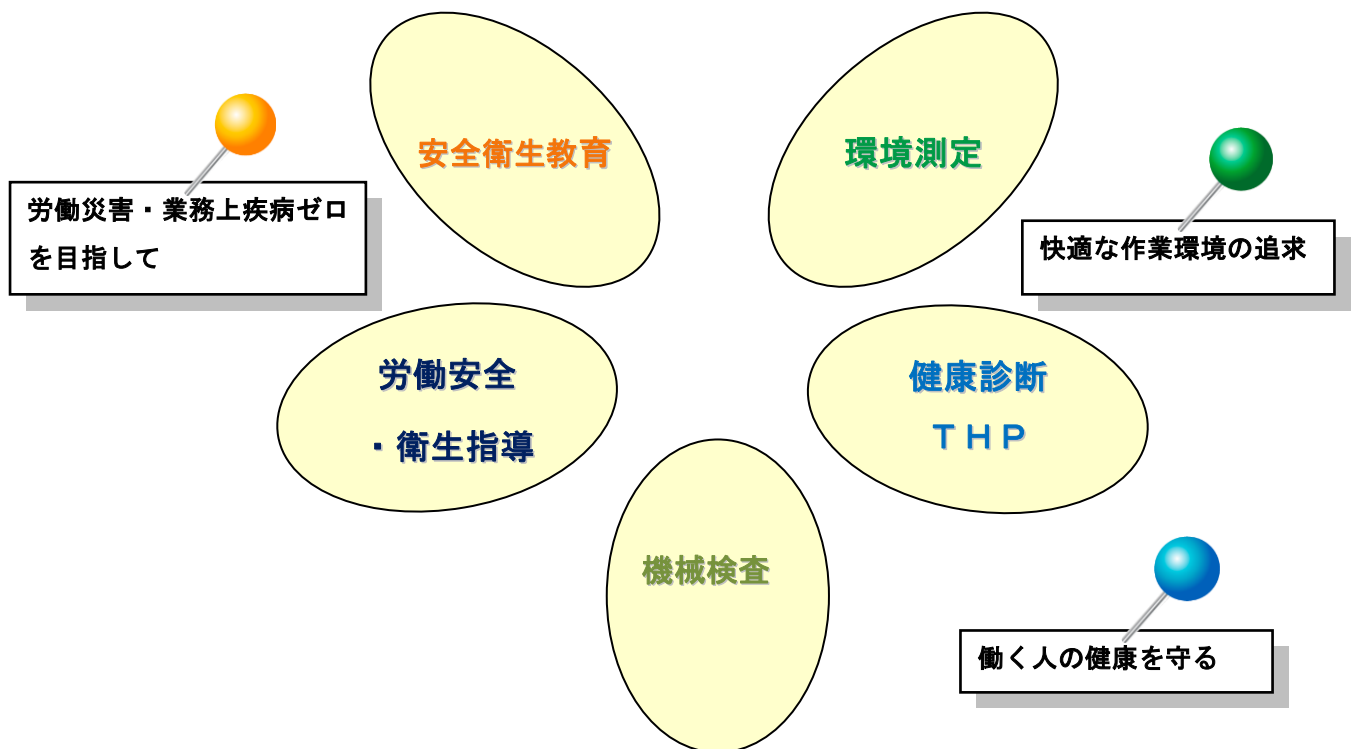 安全衛生教育
環境測定
労働災害・業務上疾病ゼロ
を目指して
快適な作業環境の追求
労働安全
・衛生指導
健康診断
ＴＨＰ
機械検査
働く人の健康を守る